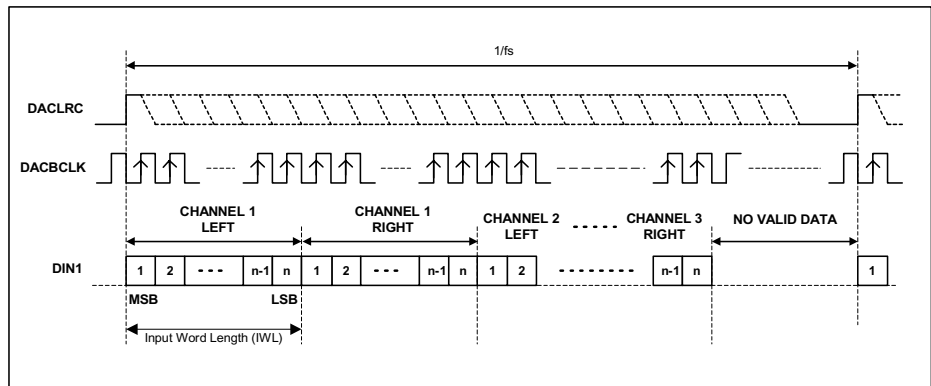 1/fs
DACLRC
DACBCLK
CHANNEL 1
LEFT
CHANNEL 1
RIGHT
CHANNEL 2
LEFT
CHANNEL 3
RIGHT
NO VALID DATA
DIN1
1 2 n-1 n 1 2 n-1 n 1 2 n-1 n 1
MSB LSB
Input Word Length (IWL)